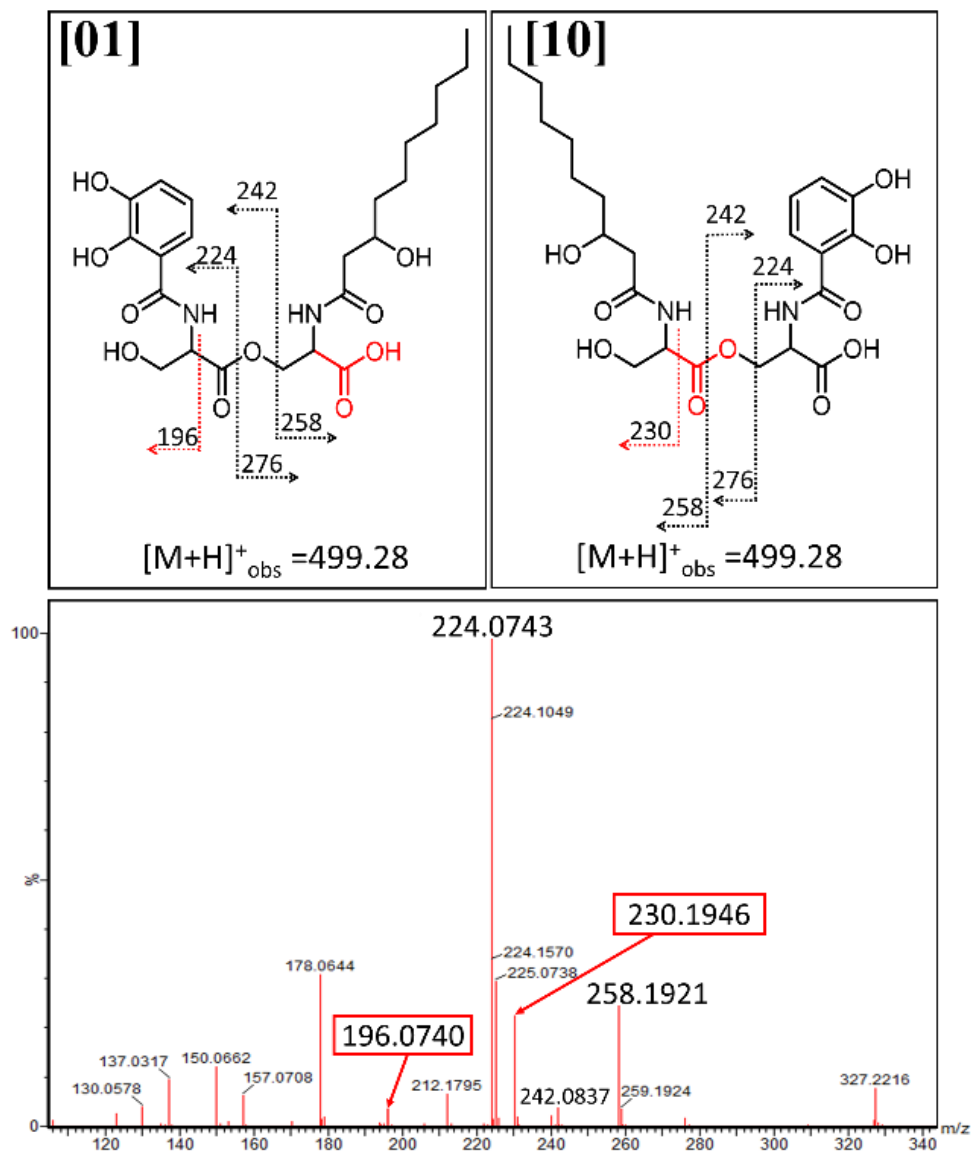 [01]
HO
HO
O
NH
HO
O
O
242
224
OH
NH
O
O
OH
O
196
258
276
[M+H]+obs =499.28
[10]
HO
O
NH
HO
O
O
242
224
OH
OH
NH
O
OH
O
230
276
258
[M+H]+obs =499.28
100
%
0
224.0743
224.1049
230.1946
224.1570
225.0738
178.0644
258.1921
196.0740
150.0662
137.0317
130.0578
157.0708
212.1795
242.0837
259.1924
327.2216
120 140 160 180 200 220 240 260 280 300 320 340 m/z